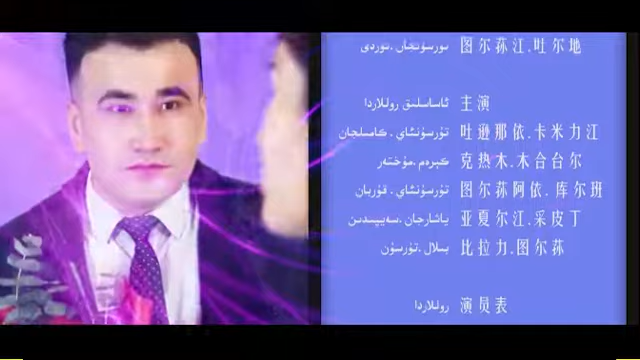 تۇرسۇنجان.تۇردى 图尔荪江.吐尔地
ئاساسلىق روللاردا 主演
تۇرسۇنئاي.كامىلجان 吐逊那依.卡米力江
كېرەم.مۇختەر 克热木.木合台尔
تۇرسۇنئاي.قۇربان 图尔荪阿依.库尔班
ياشارجان.سەيپىدىن 亚夏尔江.采皮丁
بىلال.تۇرسۇن 比拉力.图尔荪
روللاردا 演员表